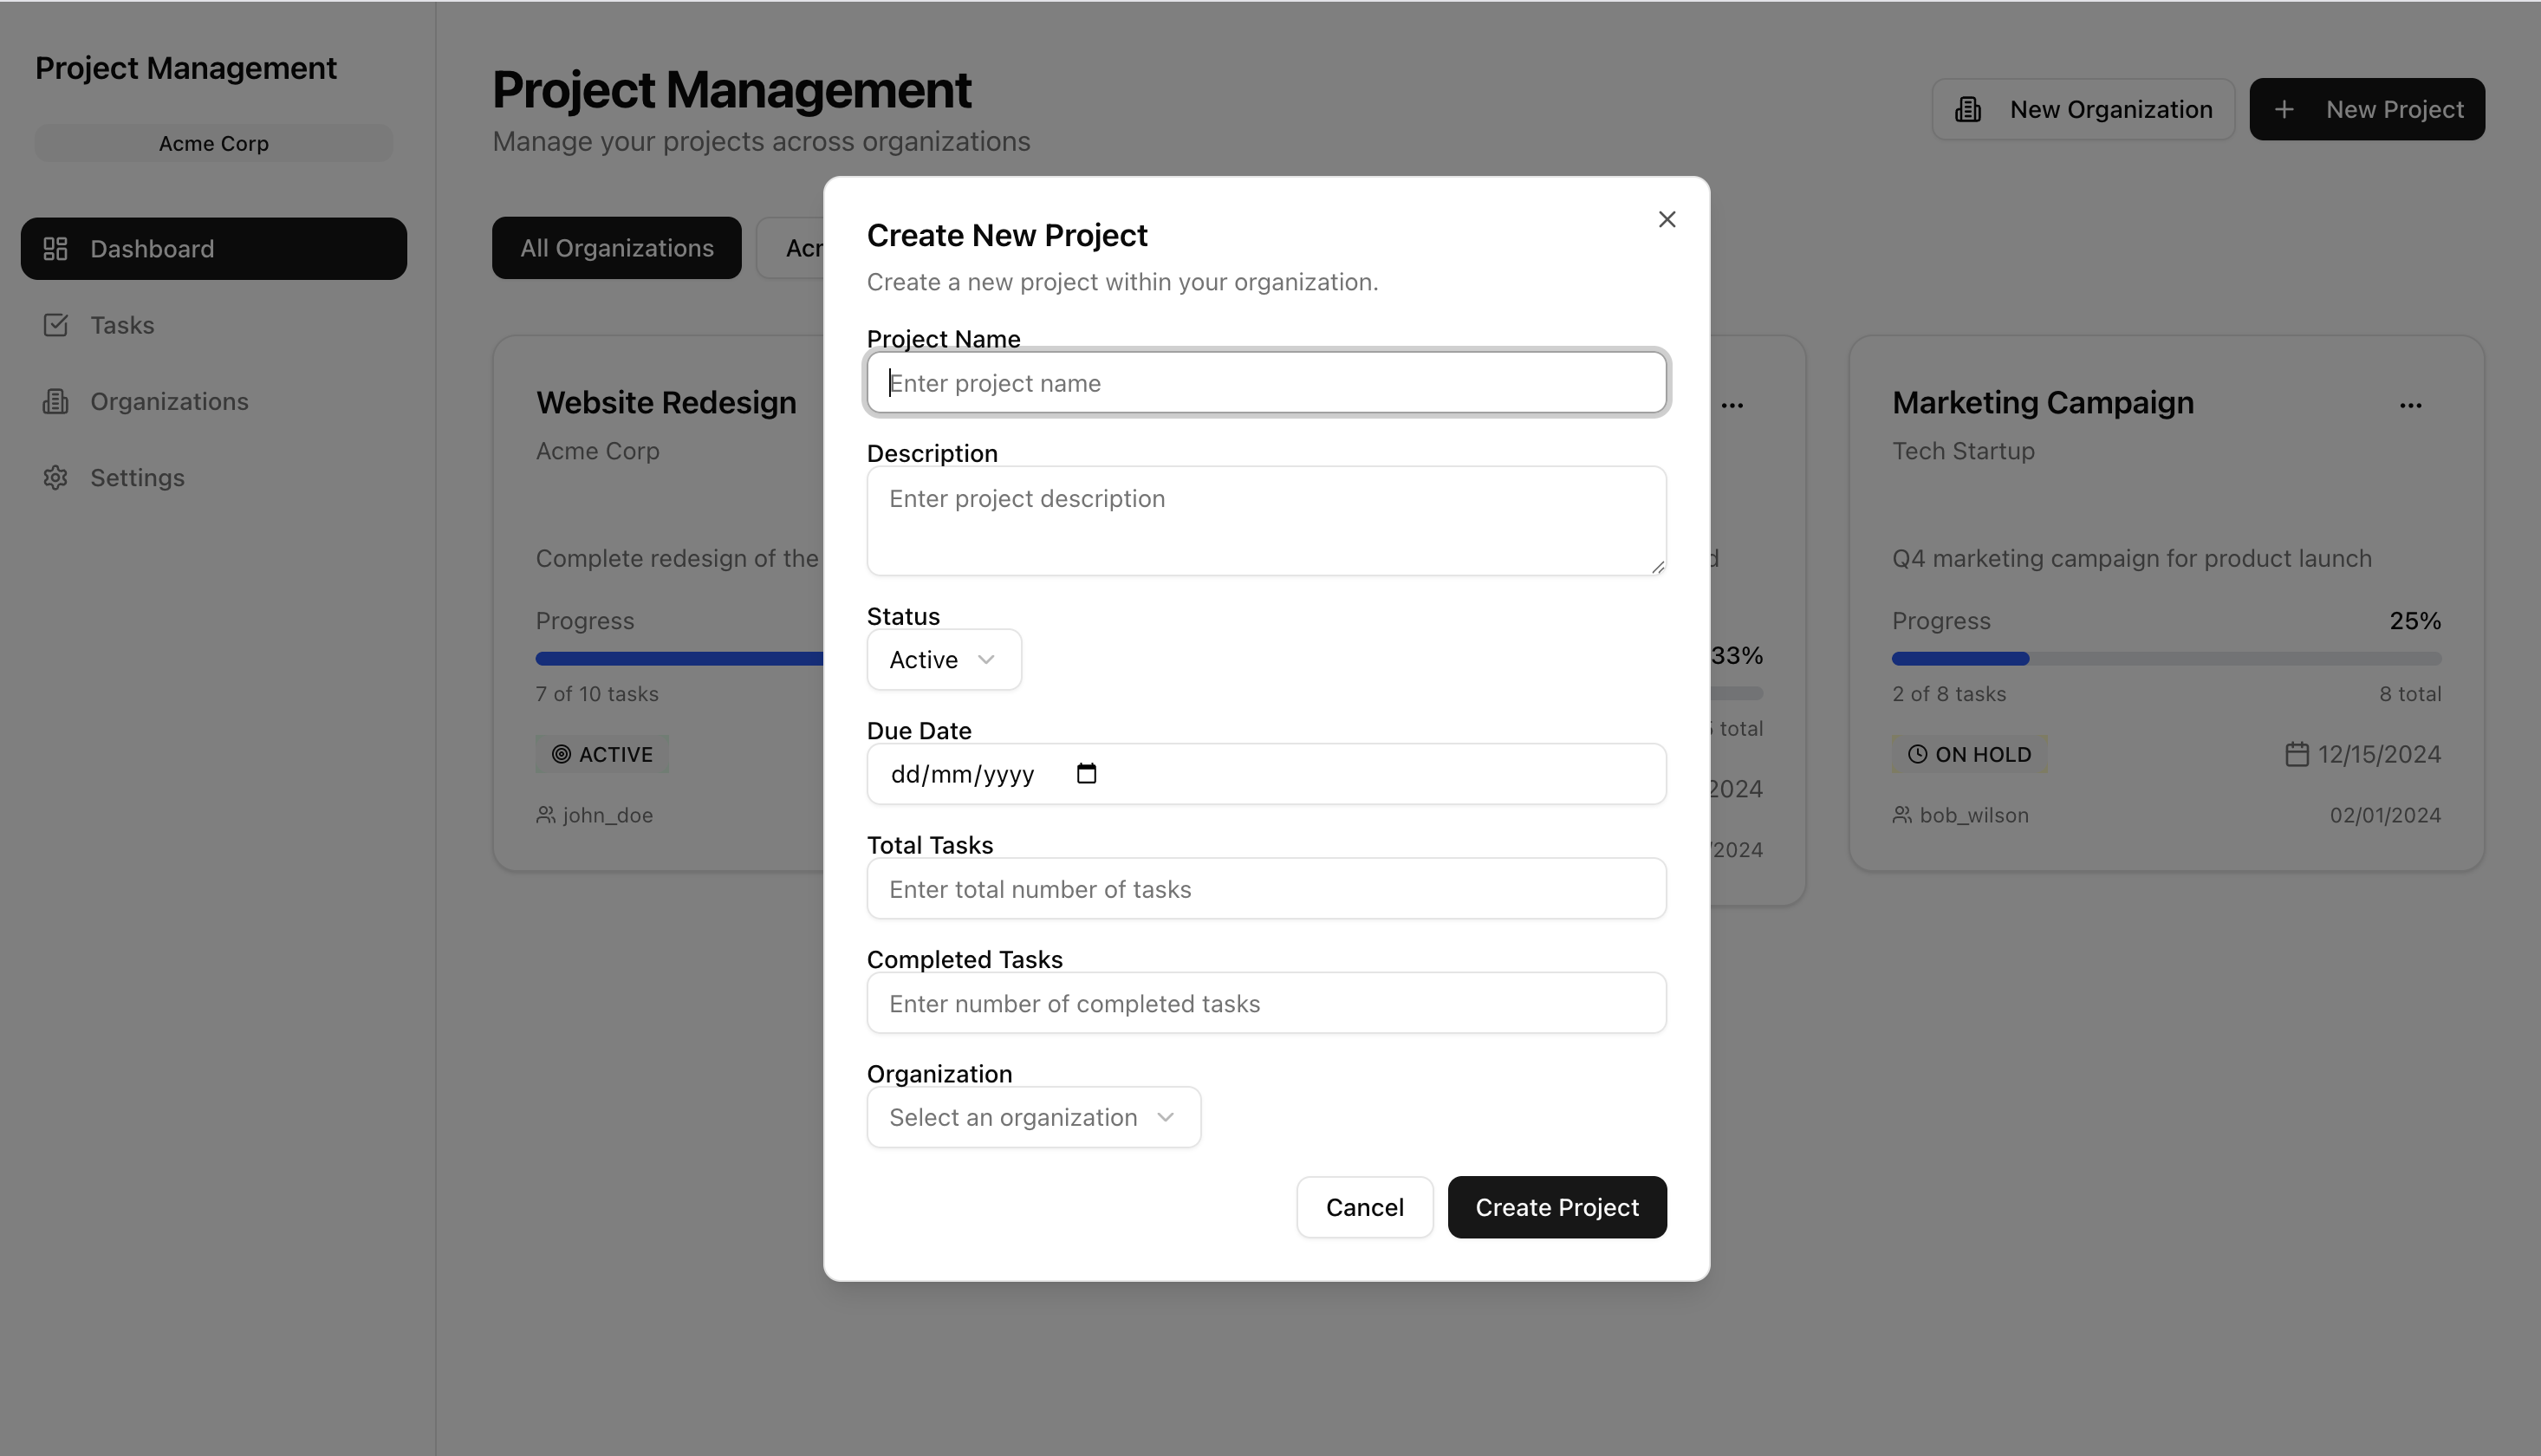 Project Management
Acme Corp
Dashboard
Tasks
Organizations
Settings
Project Management
Manage your projects across organizations
New Organization
New Project
All Organizations
Website Redesign
Acme Corp
Complete redesign of the
Progress
7 of 10 tasks
ACTIVE
john_doe
Create New Project
Create a new project within your organization.
Project Name
Enter project name
Description
Enter project description
Status
Active
Due Date
dd/mm/yyyy
Total Tasks
Enter total number of tasks
Completed Tasks
Enter number of completed tasks
Organization
Select an organization
Cancel
Create Project
33%
total
2024
/2024
Marketing Campaign
Tech Startup
Q4 marketing campaign for product launch
Progress 25%
2 of 8 tasks 8 total
ON HOLD 12/15/2024
bob_wilson 02/01/2024